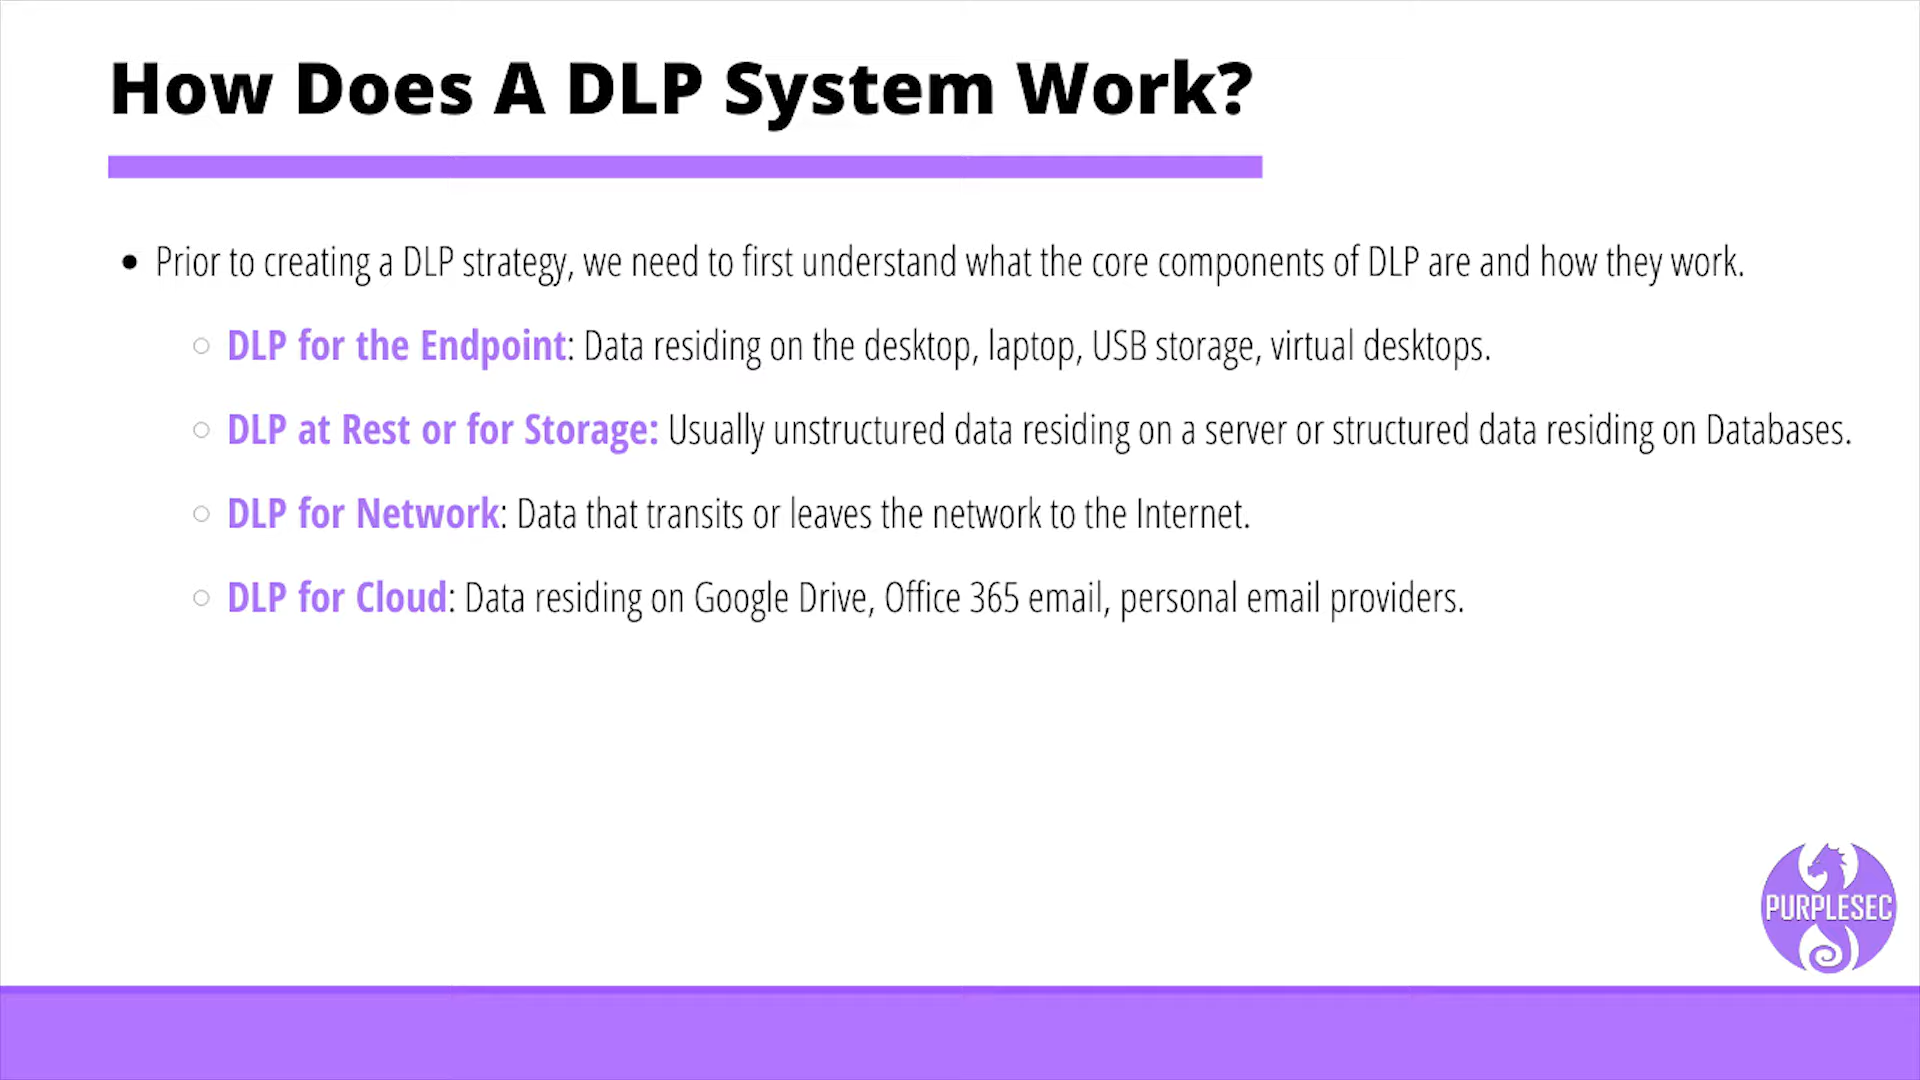 How Does A DLP System Work?
Prior to creating a DLP strategy, we need to first understand what the core components of DLP are and how they work.
DLP for the Endpoint: Data residing on the desktop, laptop, USB storage, virtual desktops.
DLP at Rest or for Storage: Usually unstructured data residing on a server or structured data residing on Databases.
DLP for Network: Data that transits or leaves the network to the Internet.
DLP for Cloud: Data residing on Google Drive, Office 365 email, personal email providers.
PURPLESEC